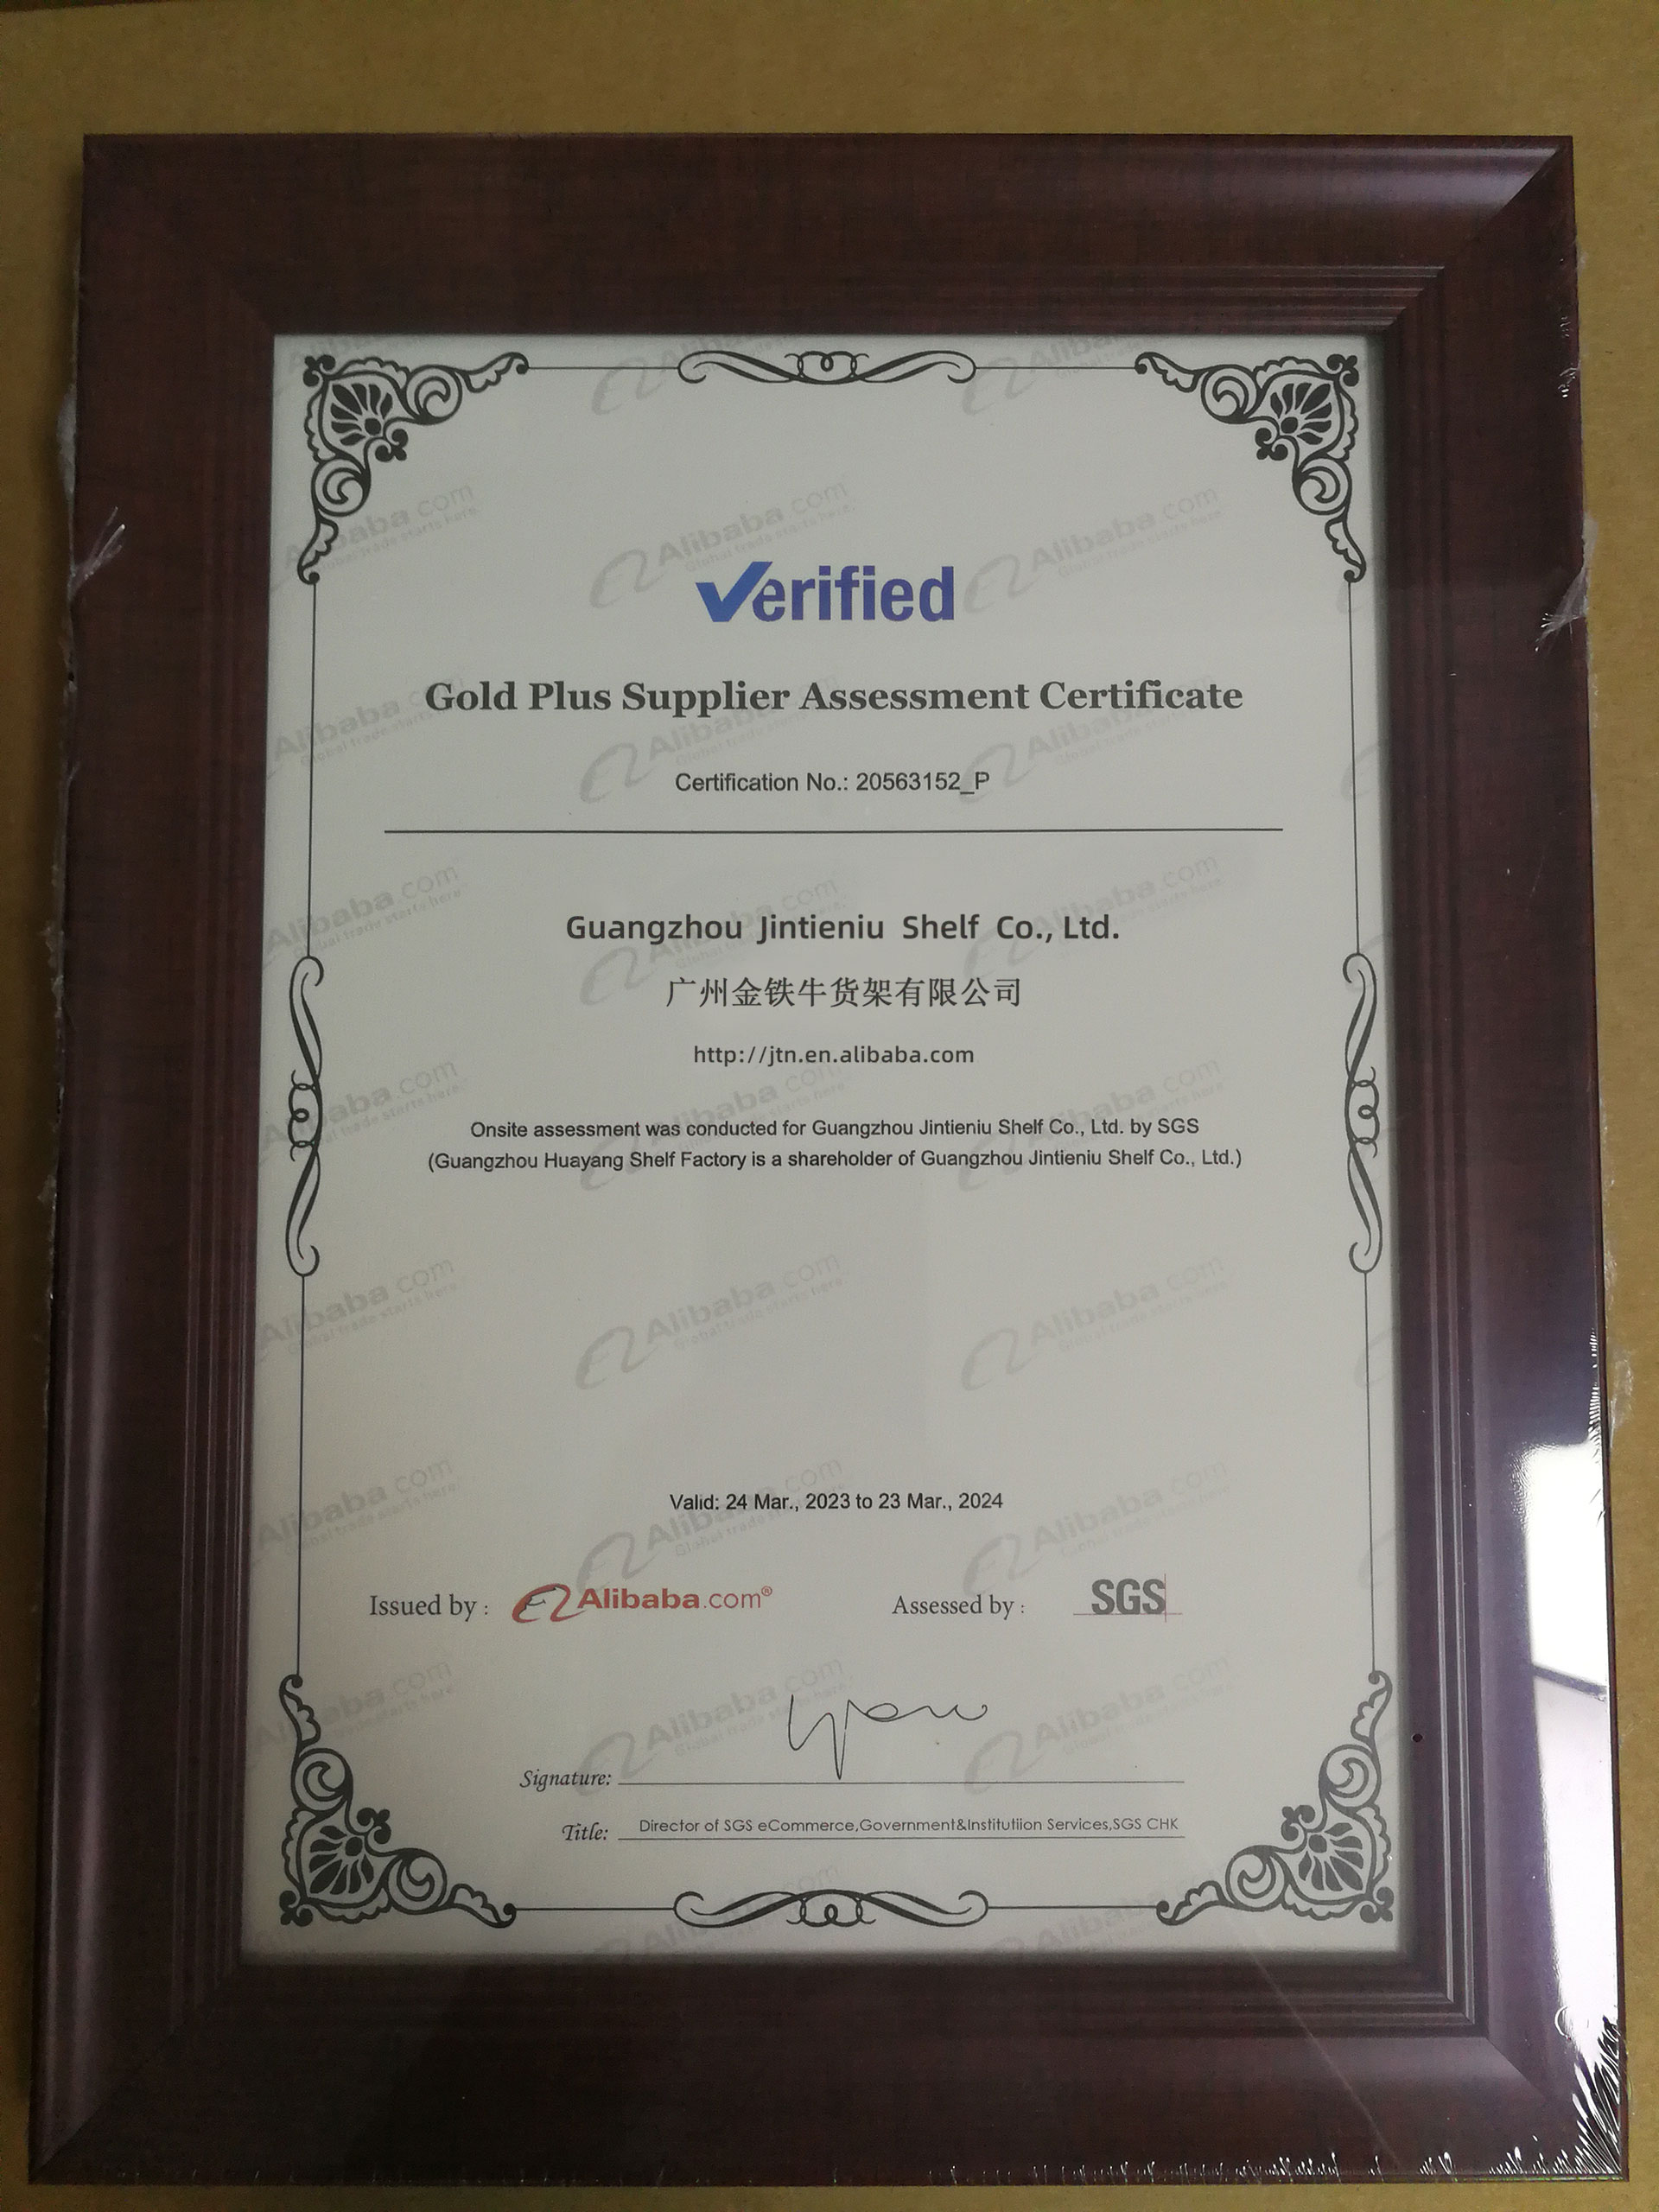 Verified
Gold Plus Supplier Assessment Certificate
Certification No.: 20563152_P
Guangzhou Jintieniu Shelf Co., Ltd.
广州金铁牛货架有限公司
http://jtn.en.alibaba.com
Onsite assessment was conducted for Guangzhou Jintieniu Shelf Co., Ltd. by SGS
(Guangzhou Huayang Shelf Factory is a shareholder of Guangzhou Jintieniu Shelf Co., Ltd.)
Valid: 24 Mar., 2023 to 23 Mar., 2024
Issued by : Alibaba.com® Assessed by : SGS
Signature:
Title: Director of SGS eCommerce,Government&Institutiion Services,SGS CHK